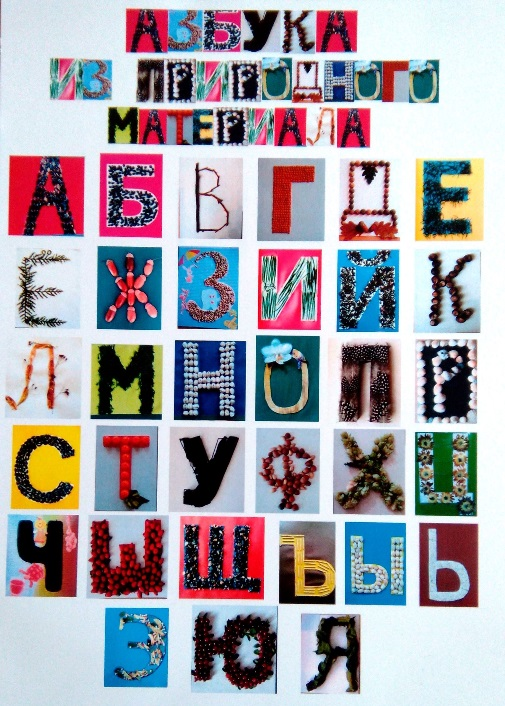 АЗБУКА
ИЗ ПРИРОДНОГО
МАТЕРИАЛА
А Б В Г Д Е
Ё Ж З И Й К
Л М Н О П Р
С Т У Ф Х Ц
Ч Ш Щ Ъ Ы Ь
Э Ю Я